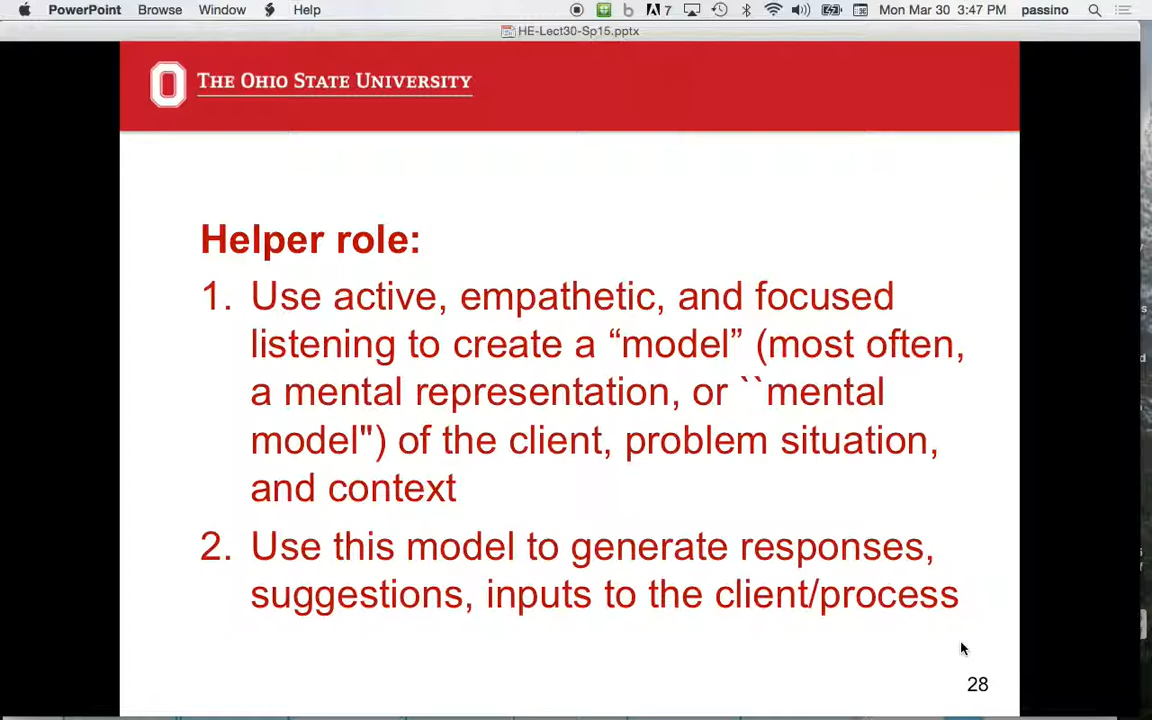 PowerPoint Browse Window Help 7 Mon Mar 30 3:47 PM passino
HE-Lect30-Sp15.pptx
THE OHIO STATE UNIVERSITY
Helper role:
1. Use active, empathetic, and focused
listening to create a “model” (most often,
a mental representation, or ``mental
model") of the client, problem situation,
and context
2. Use this model to generate responses,
suggestions, inputs to the client/process
28